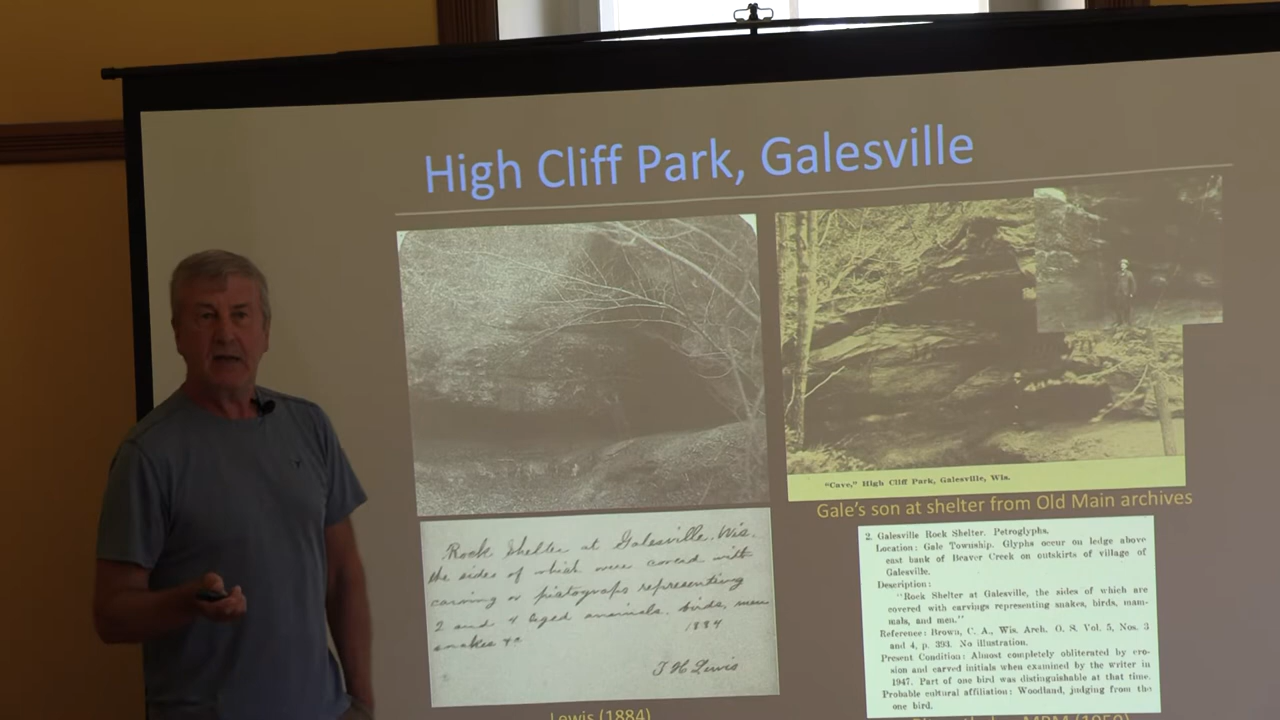 High Cliff Park, Galesville
"Cave," High Cliff Park, Galesville, Wis.
Gale's son at shelter from Old Main archives
Rock Shelter at Galesville, Wis.
the sides of which were covered with
carving or pictographs representing
2 and 4 leged animals, birds, men
snakes &c
1884
T H Lewis
Lewis (1884)
2. Galesville Rock Shelter. Petroglyphs.
Location: Gale Township. Glyphs occur on ledge above
east bank of Beaver Creek on outskirts of village of
Galesville.
Description:
"Rock Shelter at Galesville, the sides of which are
covered with carvings representing snakes, birds, mam-
mals, and men."
Reference: Brown, C. A., Wis. Arch. O. S. Vol. 5, Nos. 3
and 4, p. 393. No illustration.
Present Condition: Almost completely obliterated by ero-
sion and carved initials when examined by the writer in
1947. Part of one bird was distinguishable at that time.
Probable cultural affiliation: Woodland, judging from the
one bird.
MPM (1950)